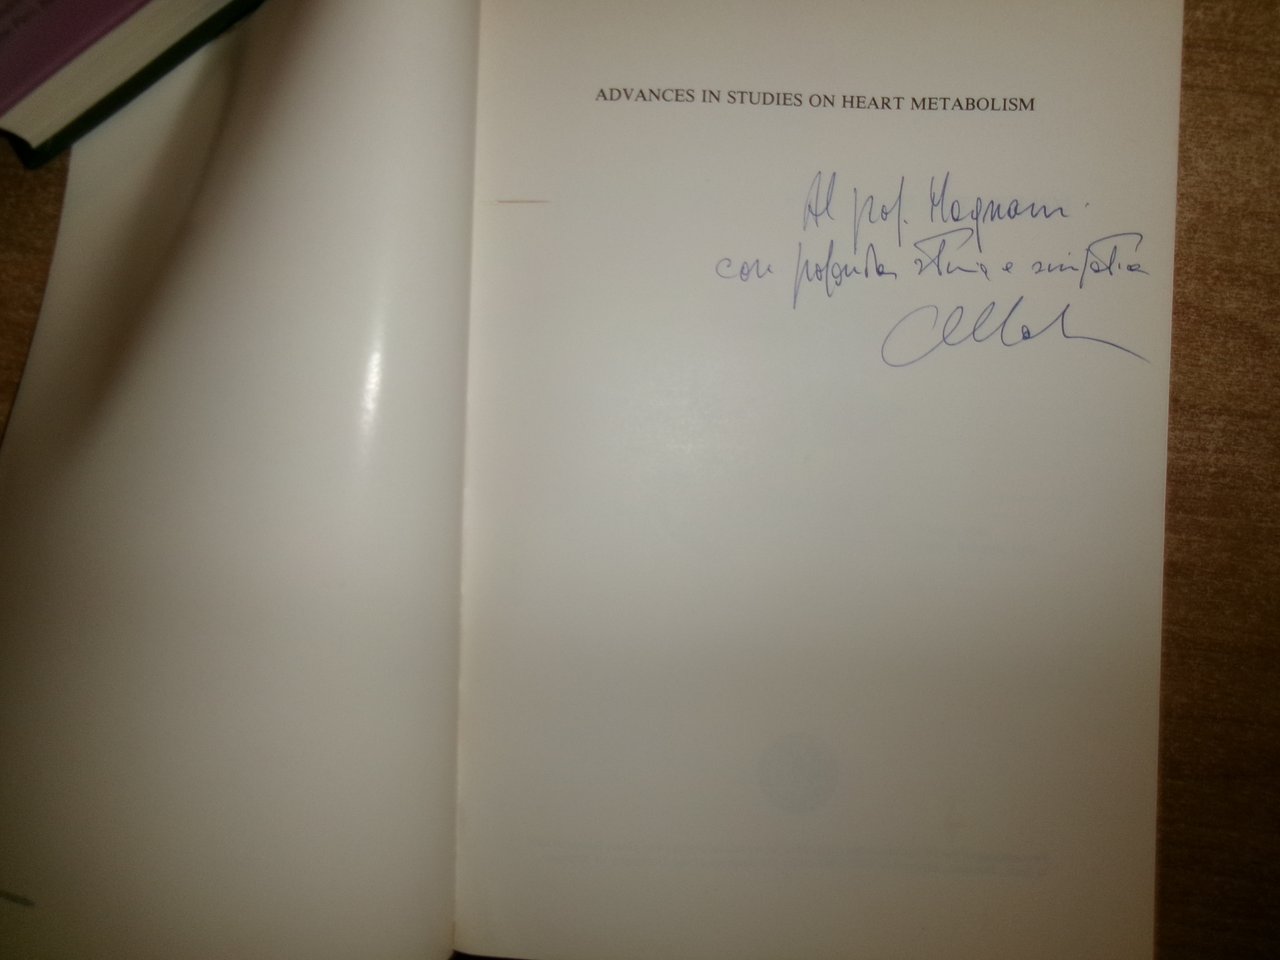 ADVANCES IN STUDIES ON HEART METABOLISM
Al prof. Magnani
con profonda stima e simpatia